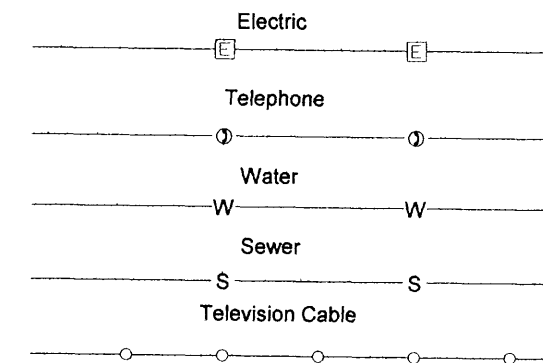 Electric
E E
Telephone
Water
W W
Sewer
S S
Television Cable